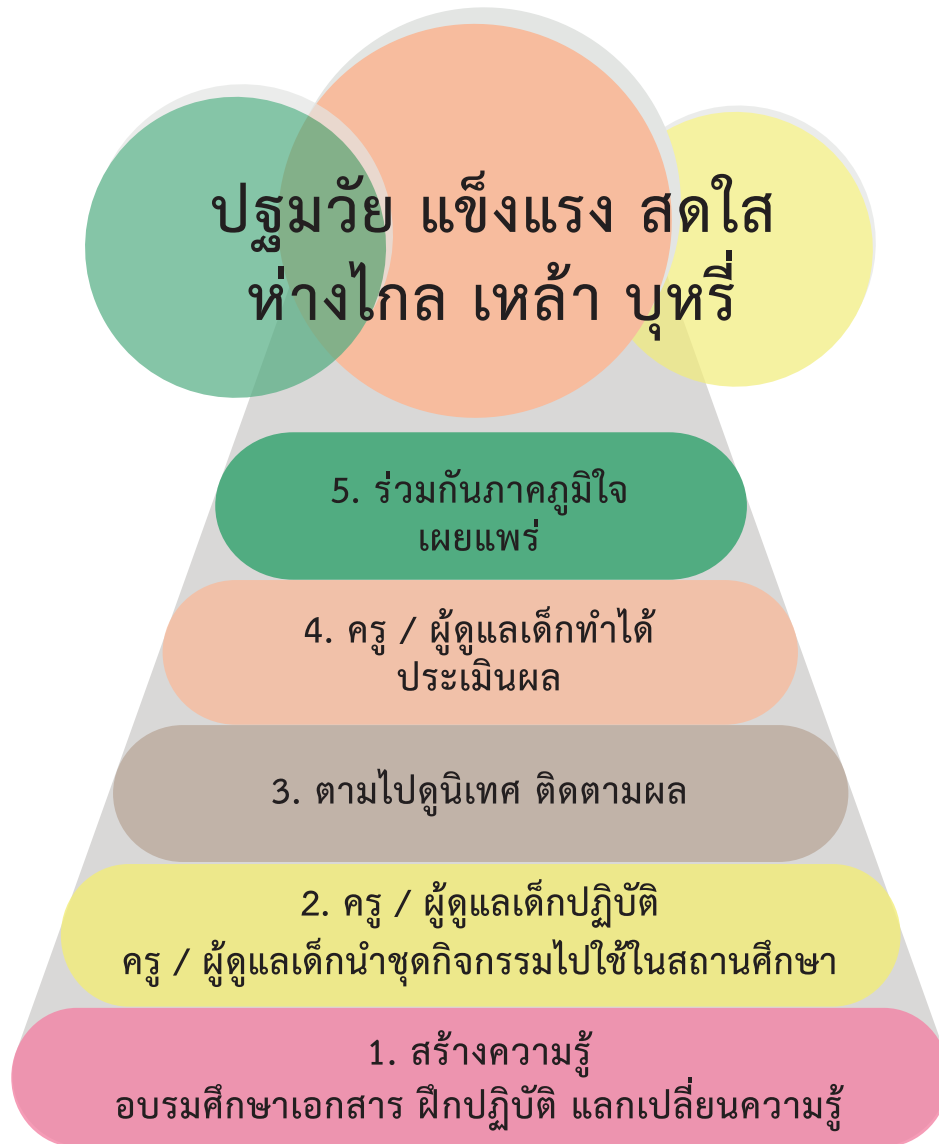 ปฐมวัย แข็งแรง สดใส
ห่างไกล เหล้า บุหรี่
5. ร่วมกันภาคภูมิใจ
เผยแพร่
4. ครู / ผู้ดูแลเด็กทำได้
ประเมินผล
3. ตามไปดูนิเทศ ติดตามผล
2. ครู / ผู้ดูแลเด็กปฏิบัติ
ครู / ผู้ดูแลเด็กนำชุดกิจกรรมไปใช้ในสถานศึกษา
1. สร้างความรู้
อบรมศึกษาเอกสาร ฝึกปฏิบัติ แลกเปลี่ยนความรู้